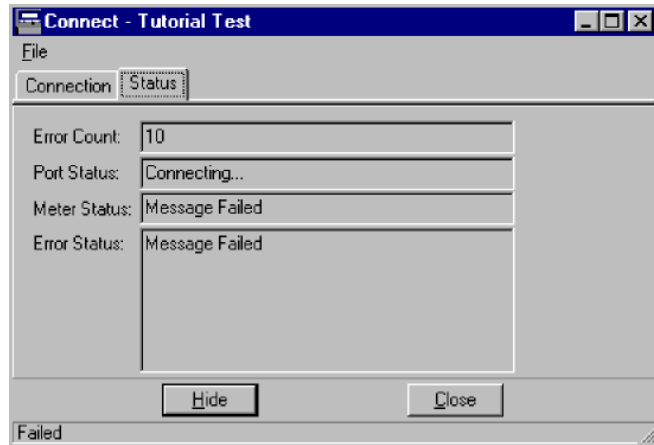 Connect - Tutorial Test
File
Connection Status
Error Count: 10
Port Status: Connecting...
Meter Status: Message Failed
Error Status: Message Failed
Hide Close
Failed